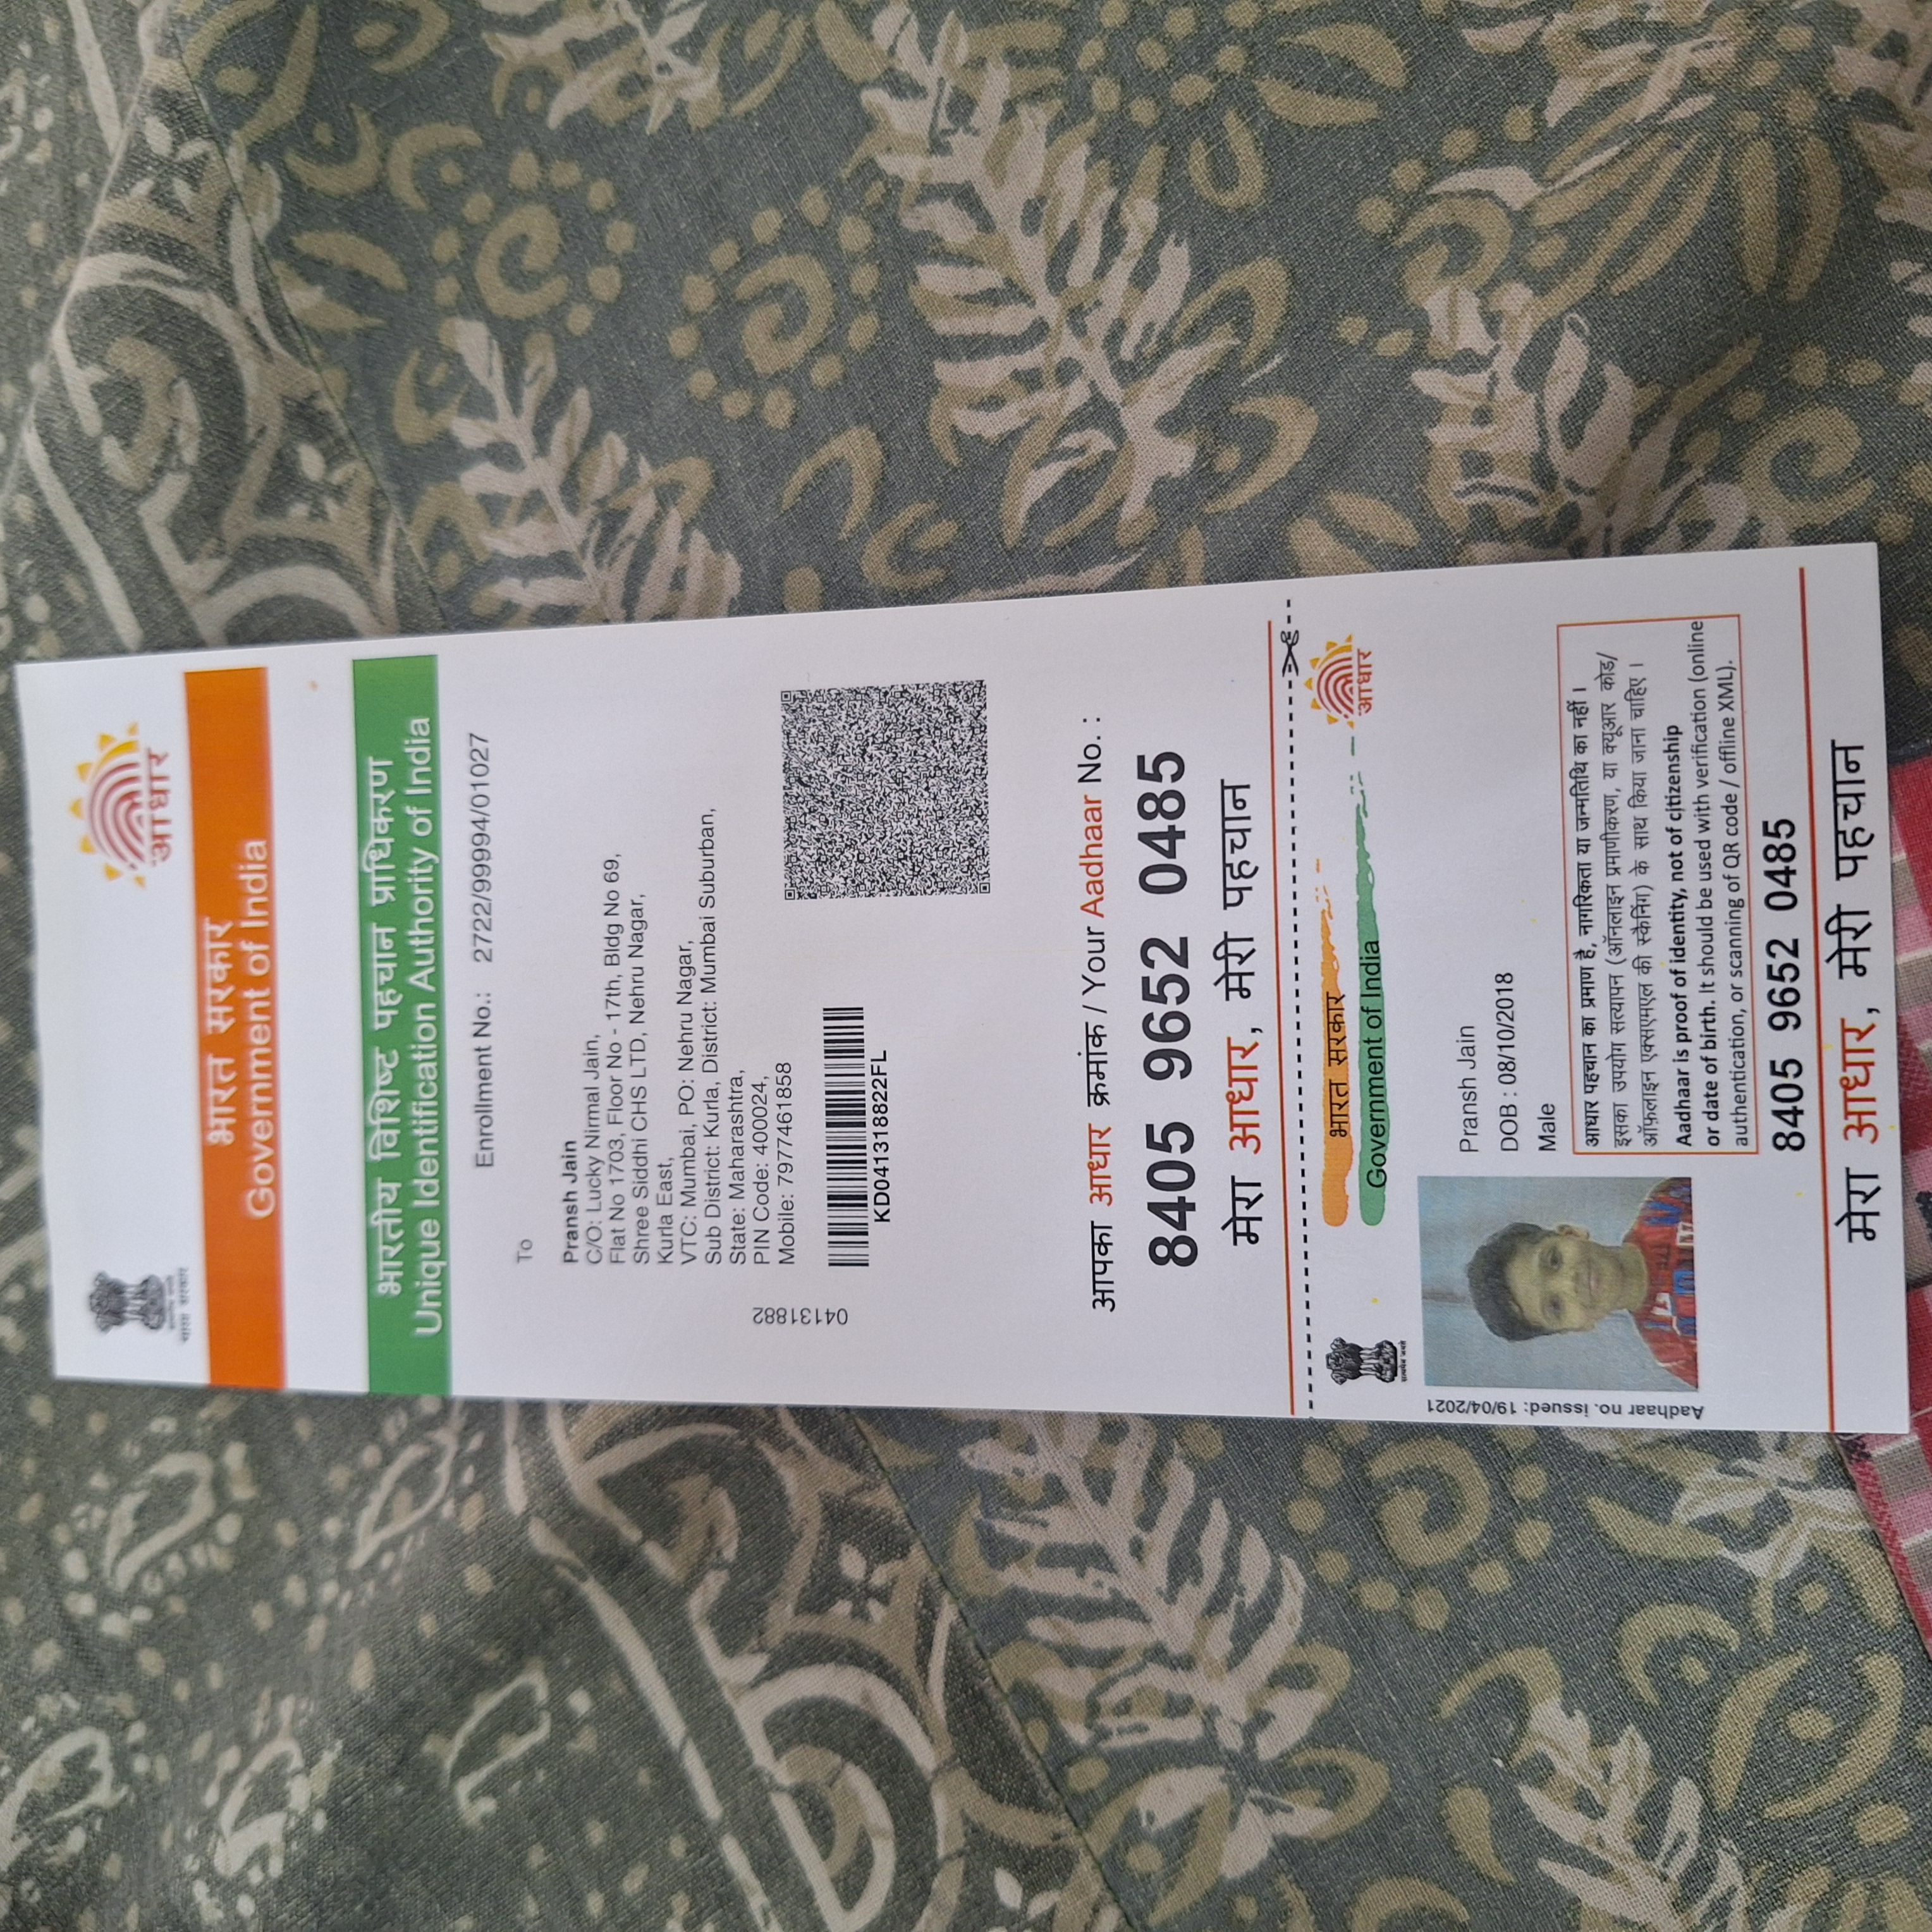 आधार
भारत सरकार
Government of India
भारतीय विशिष्ट पहचान प्राधिकरण
Unique Identification Authority of India
Enrollment No.: 2722/99994/01027
To
Pransh Jain
C/O: Lucky Nirmal Jain,
Flat No 1703, Floor No - 17th, Bldg No 69,
Shree Siddhi CHS LTD, Nehru Nagar,
Kurla East,
VTC: Mumbai, PO: Nehru Nagar,
Sub District: Kurla, District: Mumbai Suburban,
State: Maharashtra,
PIN Code: 400024,
Mobile: 7977461858
04131882
KD041318822FL
आपका आधार क्रमांक / Your Aadhaar No. :
8405 9652 0485
मेरा आधार, मेरी पहचान
भारत सरकार
Government of India
आधार
Aadhaar no. issued: 19/04/2021
Pransh Jain
DOB : 08/10/2018
Male
आधार पहचान का प्रमाण है, नागरिकता या जन्मतिथि का नहीं ।
इसका उपयोग सत्यापन (ऑनलाइन प्रमाणीकरण, या क्यूआर कोड/
ऑफ़लाइन एक्सएमएल की स्कैनिंग) के साथ किया जाना चाहिए ।
Aadhaar is proof of identity, not of citizenship
or date of birth. It should be used with verification (online
authentication, or scanning of QR code / offline XML).
8405 9652 0485
मेरा आधार, मेरी पहचान